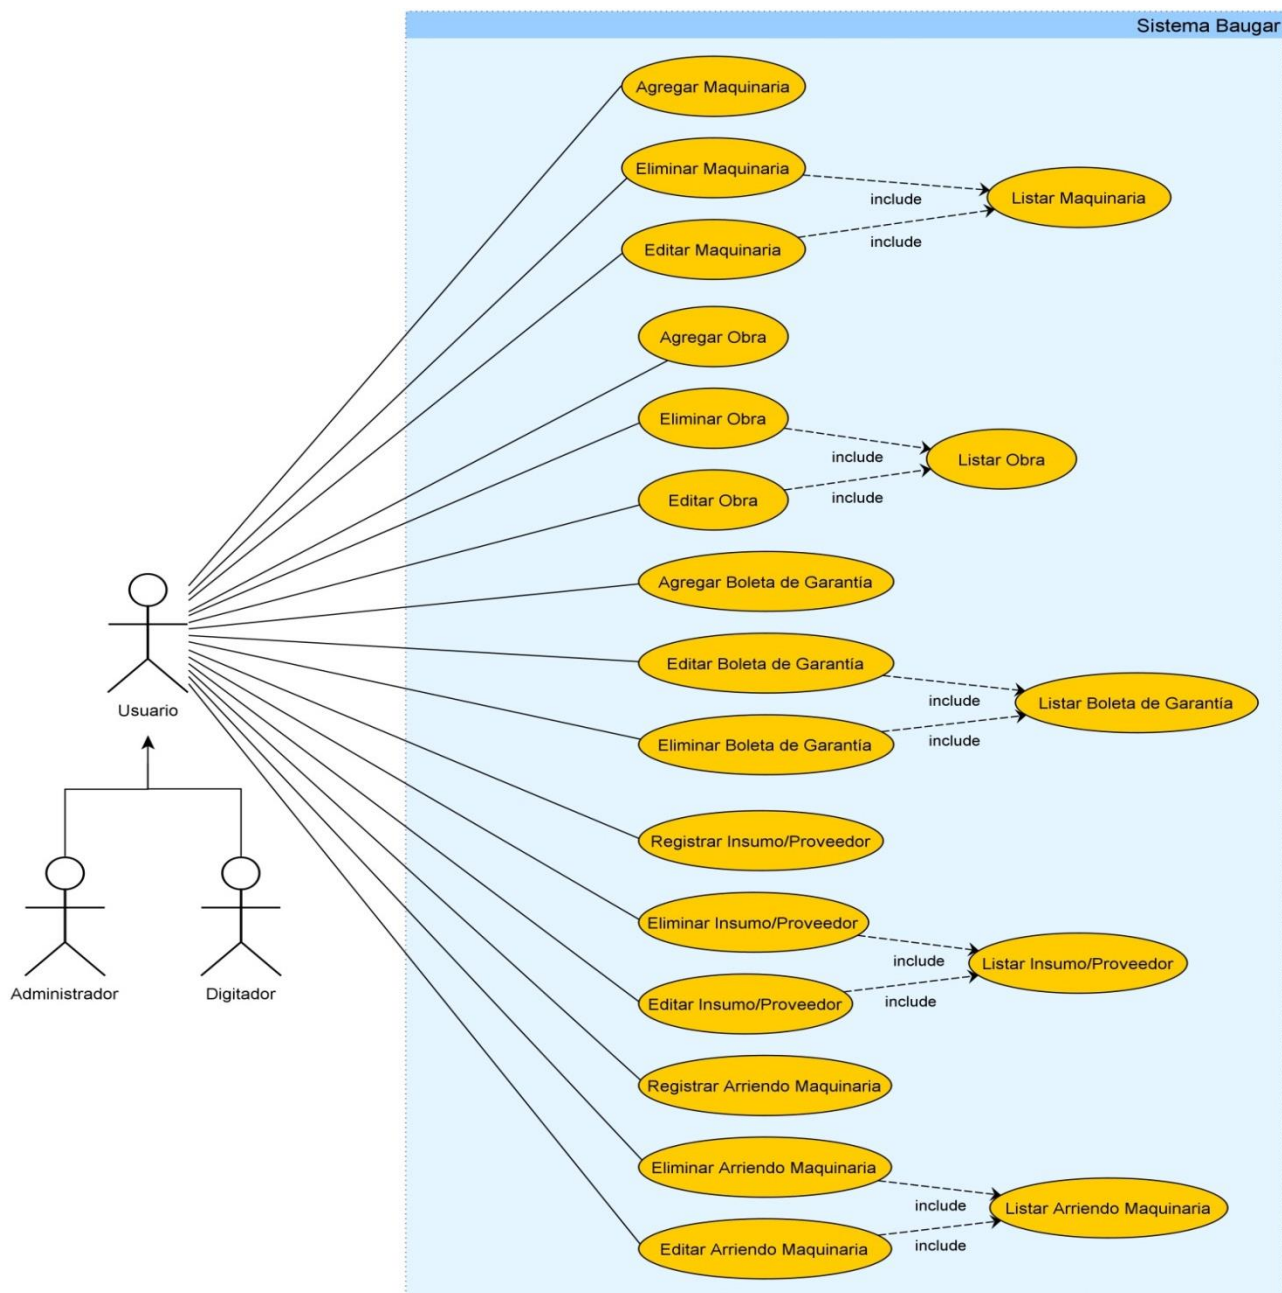 Sistema Baugar
Agregar Maquinaria
Eliminar Maquinaria
include
Listar Maquinaria
Editar Maquinaria
include
Agregar Obra
Eliminar Obra
include
Listar Obra
Editar Obra
include
Agregar Boleta de Garantía
Editar Boleta de Garantía
include
Listar Boleta de Garantía
Usuario
Eliminar Boleta de Garantía
include
Registrar Insumo/Proveedor
Eliminar Insumo/Proveedor
include
Listar Insumo/Proveedor
Administrador
Digitador
Editar Insumo/Proveedor
include
Registrar Arriendo Maquinaria
Eliminar Arriendo Maquinaria
include
Listar Arriendo Maquinaria
Editar Arriendo Maquinaria
include